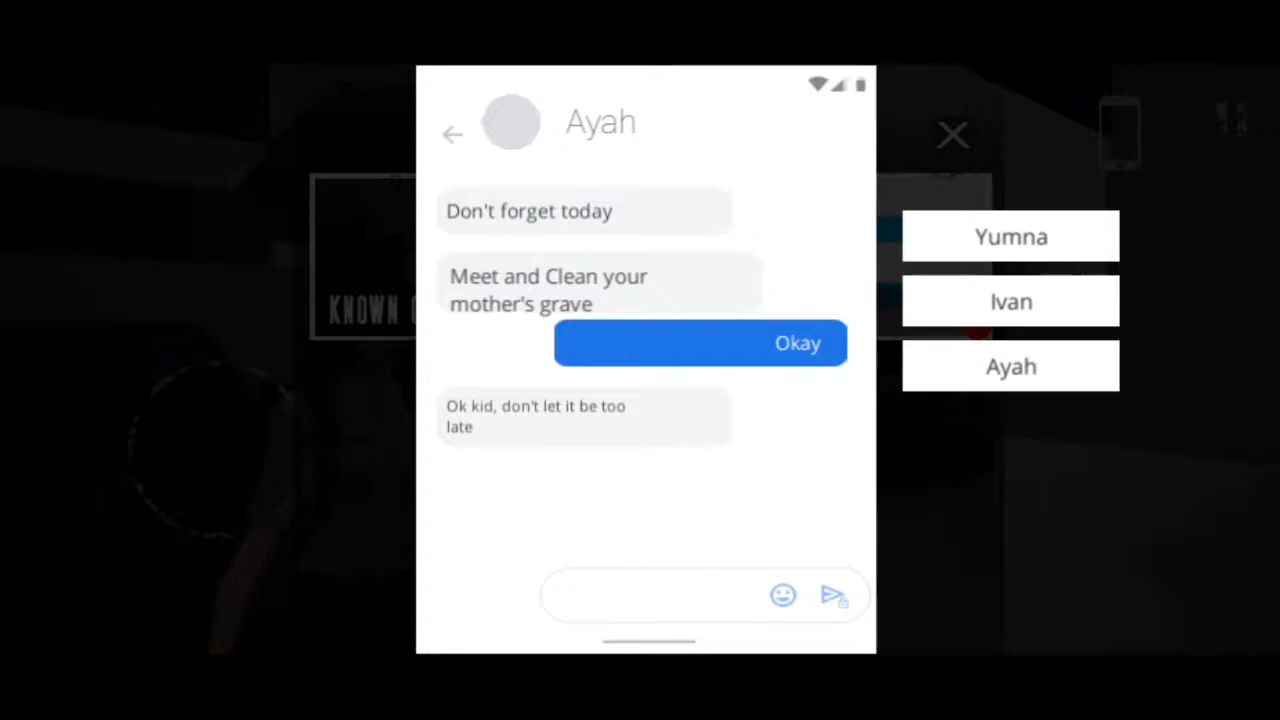 Ayah
Don't forget today
Meet and Clean your
mother's grave
Okay
Ok kid, don't let it be too
late
Yumna
Ivan
Ayah
KNOWN